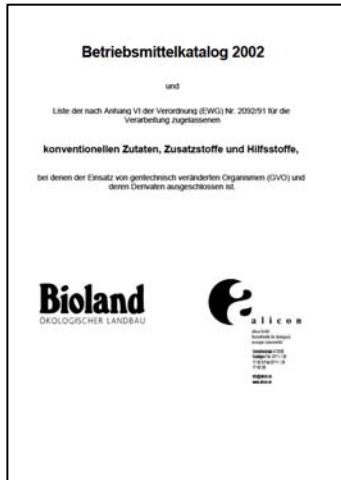 Betriebsmittelkatalog 2002
und
Liste der nach Anhang VI der Verordnung (EWG) Nr. 2092/91 für die
Verarbeitung zugelassenen
konventionellen Zutaten, Zusatzstoffe und Hilfsstoffe,
bei denen der Einsatz von gentechnisch veränderten Organismen (GVO) und
deren Derivaten ausgeschlossen ist.
Bioland
ÖKOLOGISCHER LANDBAU
alicon